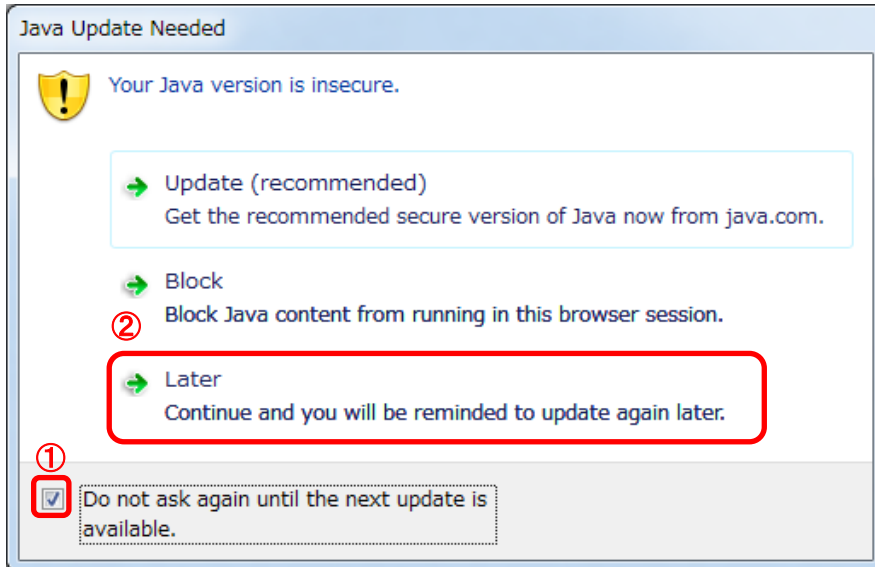 Java Update Needed
Your Java version is insecure.
Update (recommended)
Get the recommended secure version of Java now from java.com.
Block
Block Java content from running in this browser session.
②
Later
Continue and you will be reminded to update again later.
①
Do not ask again until the next update is
available.